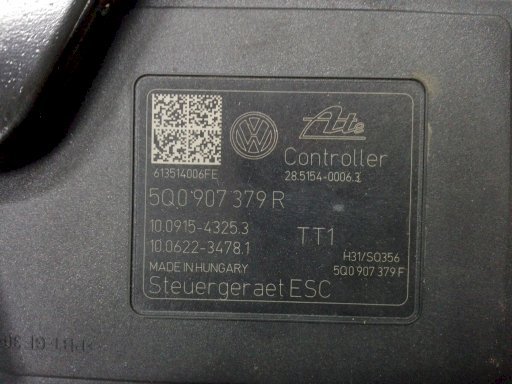 Ate
Controller
613514006FE
28.5154-0006.3
5Q0 907 379 R
10.0915-4325.3
10.0622-3478.1
TT1
H31/S0356
MADE IN HUNGARY
5Q0 907 379 F
Steuergeraet ESC